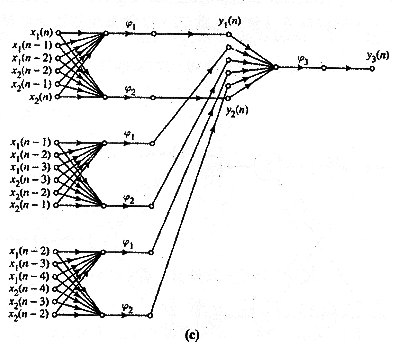 x₁(n)
x₁(n − 1)
x₁(n − 2)
x₂(n − 2)
x₂(n − 1)
x₂(n)
φ₁
φ₂
y₁(n)
y₂(n)
φ₃
y₃(n)
x₁(n − 1)
x₁(n − 2)
x₁(n − 3)
x₂(n − 3)
x₂(n − 2)
x₂(n − 1)
φ₁
φ₂
x₁(n − 2)
x₁(n − 3)
x₁(n − 4)
x₂(n − 4)
x₂(n − 3)
x₂(n − 2)
φ₁
φ₂
(c)